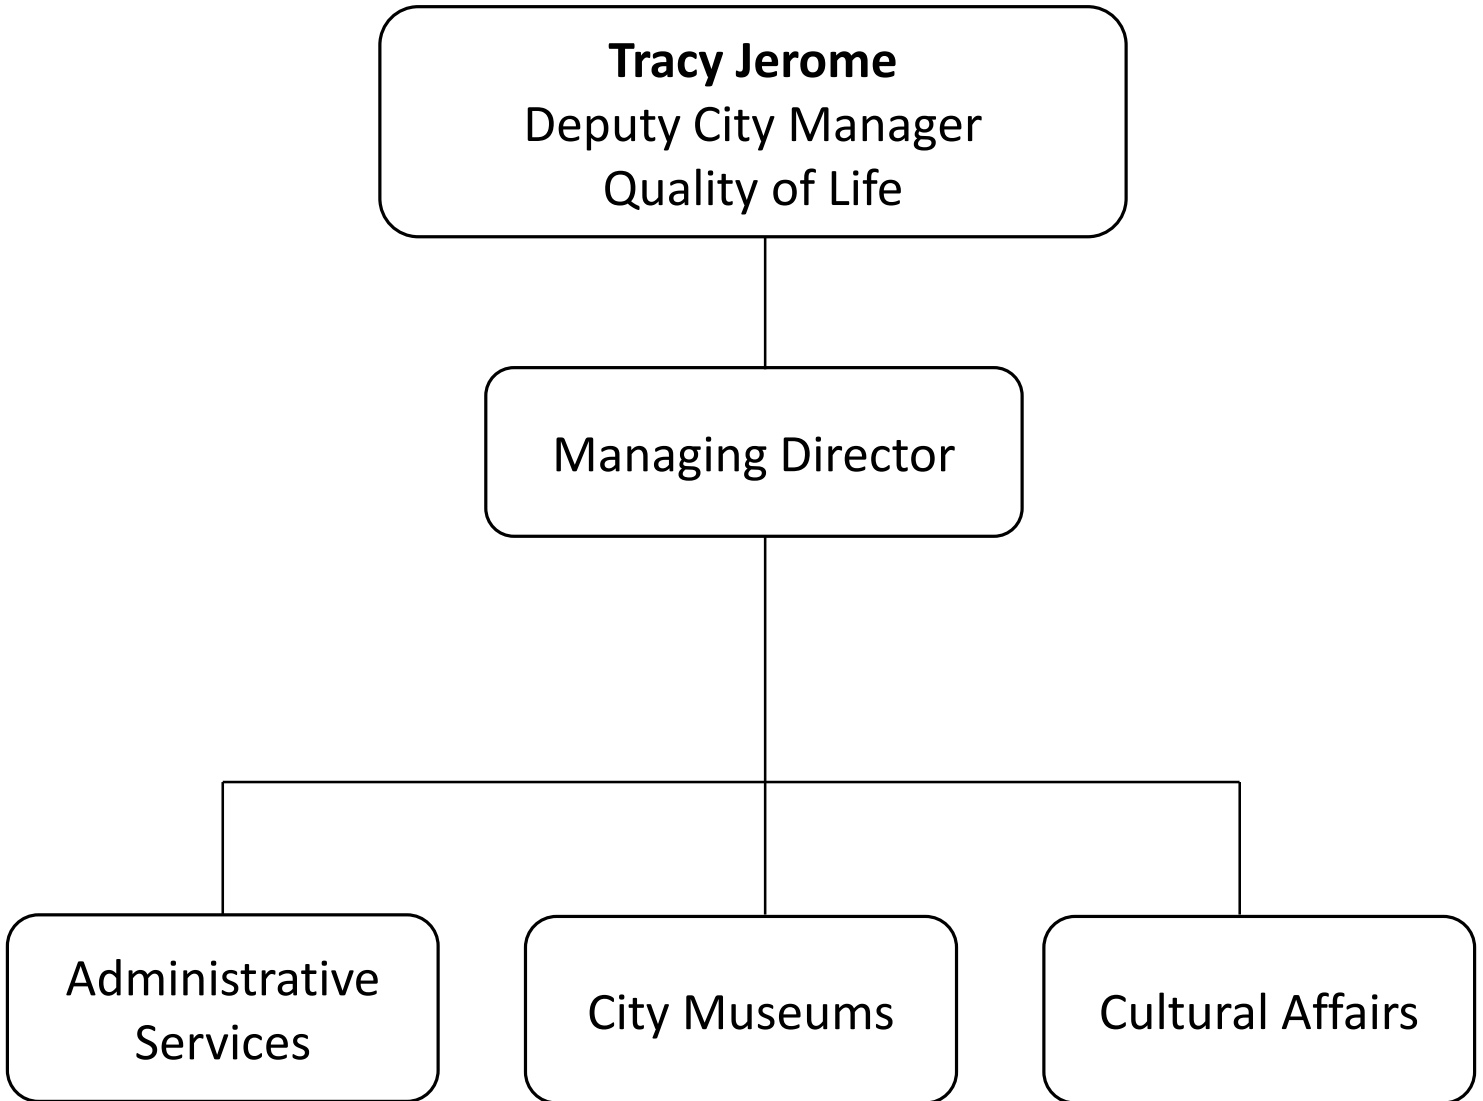 Tracy Jerome
Deputy City Manager
Quality of Life
Managing Director
Administrative
Services
City Museums
Cultural Affairs